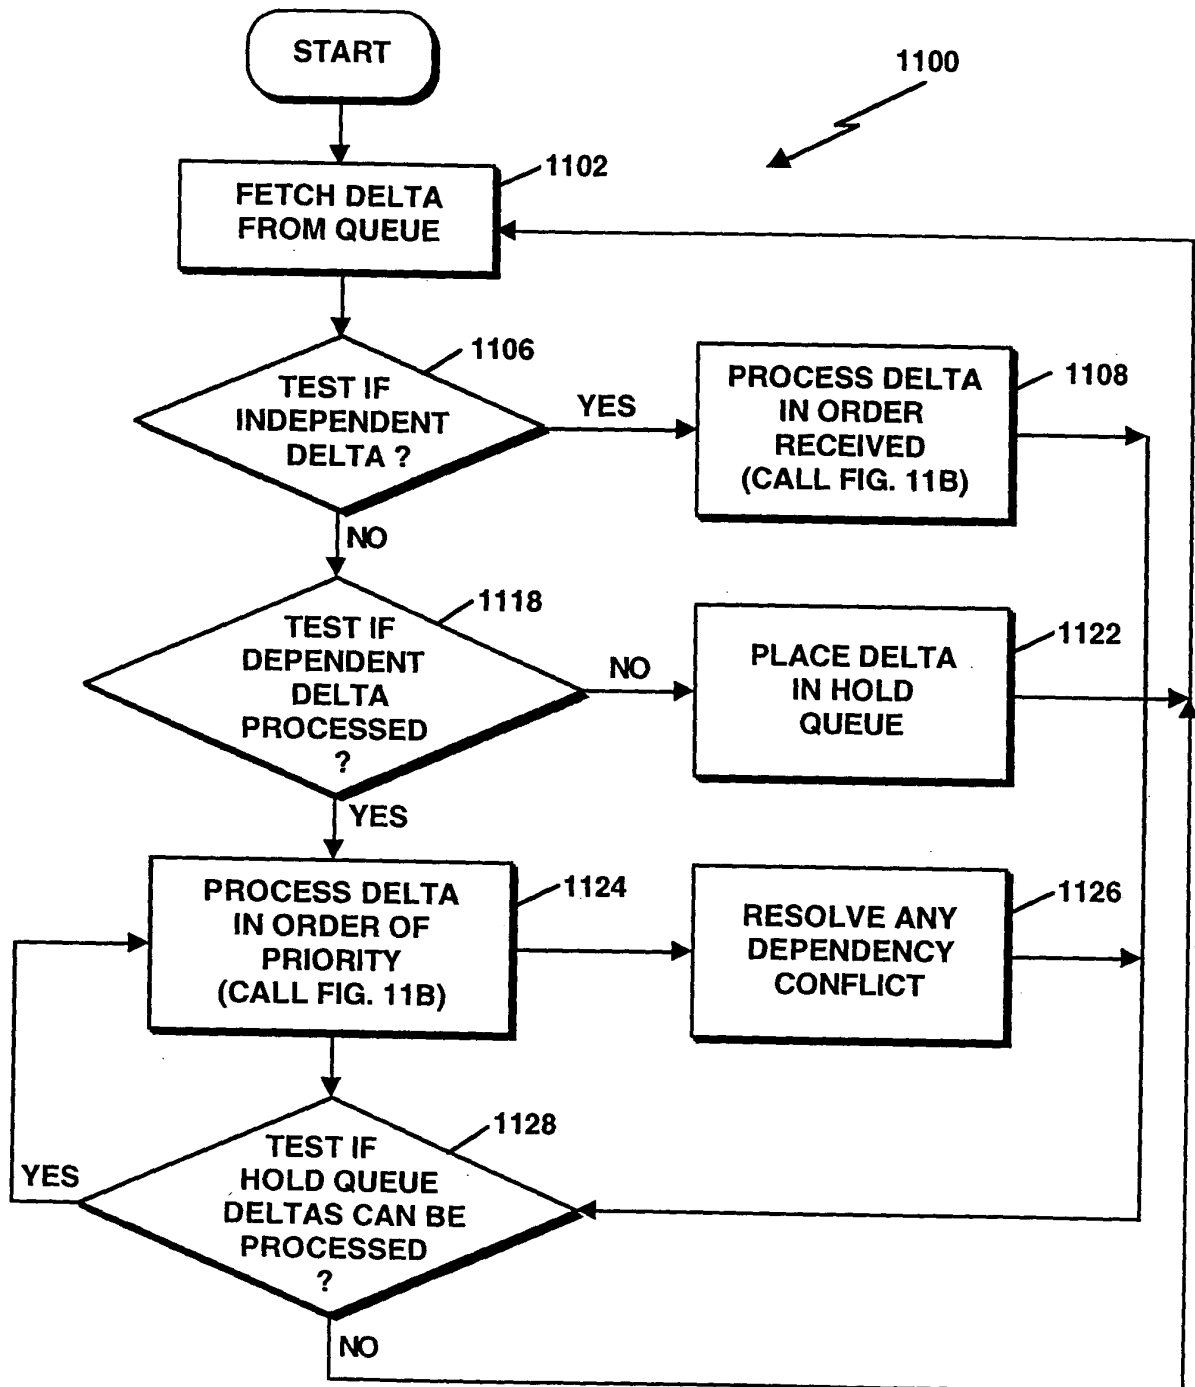 START
1100
1102
FETCH DELTA
FROM QUEUE
1106
TEST IF
INDEPENDENT
DELTA ?
YES
1108
PROCESS DELTA
IN ORDER
RECEIVED
(CALL FIG. 11B)
NO
1118
TEST IF
DEPENDENT
DELTA
PROCESSED
?
NO
1122
PLACE DELTA
IN HOLD
QUEUE
YES
1124
PROCESS DELTA
IN ORDER OF
PRIORITY
(CALL FIG. 11B)
1126
RESOLVE ANY
DEPENDENCY
CONFLICT
1128
TEST IF
HOLD QUEUE
DELTAS CAN BE
PROCESSED
?
YES
NO